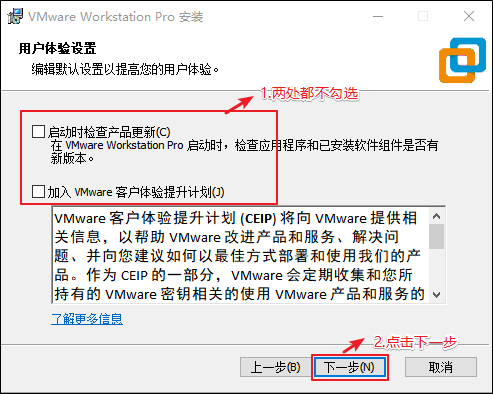 VMware Workstation Pro 安装
用户体验设置
编辑默认设置以提高您的用户体验。
1.两处都不勾选
启动时检查产品更新(C)
在 VMware Workstation Pro 启动时，检查应用程序和已安装软件组件是否有
新版本。
加入 VMware 客户体验提升计划(J)
VMware 客户体验提升计划 (CEIP) 将向 VMware 提供相
关信息，以帮助 VMware 改进产品和服务、解决问
题、并向您建议如何以最佳方式部署和使用我们的产
品。作为 CEIP 的一部分，VMware 会定期收集和您所
持有的 VMware 密钥相关的使用 VMware 产品和服务的
了解更多信息
2.点击下一步
上一步(B) 下一步(N) 取消